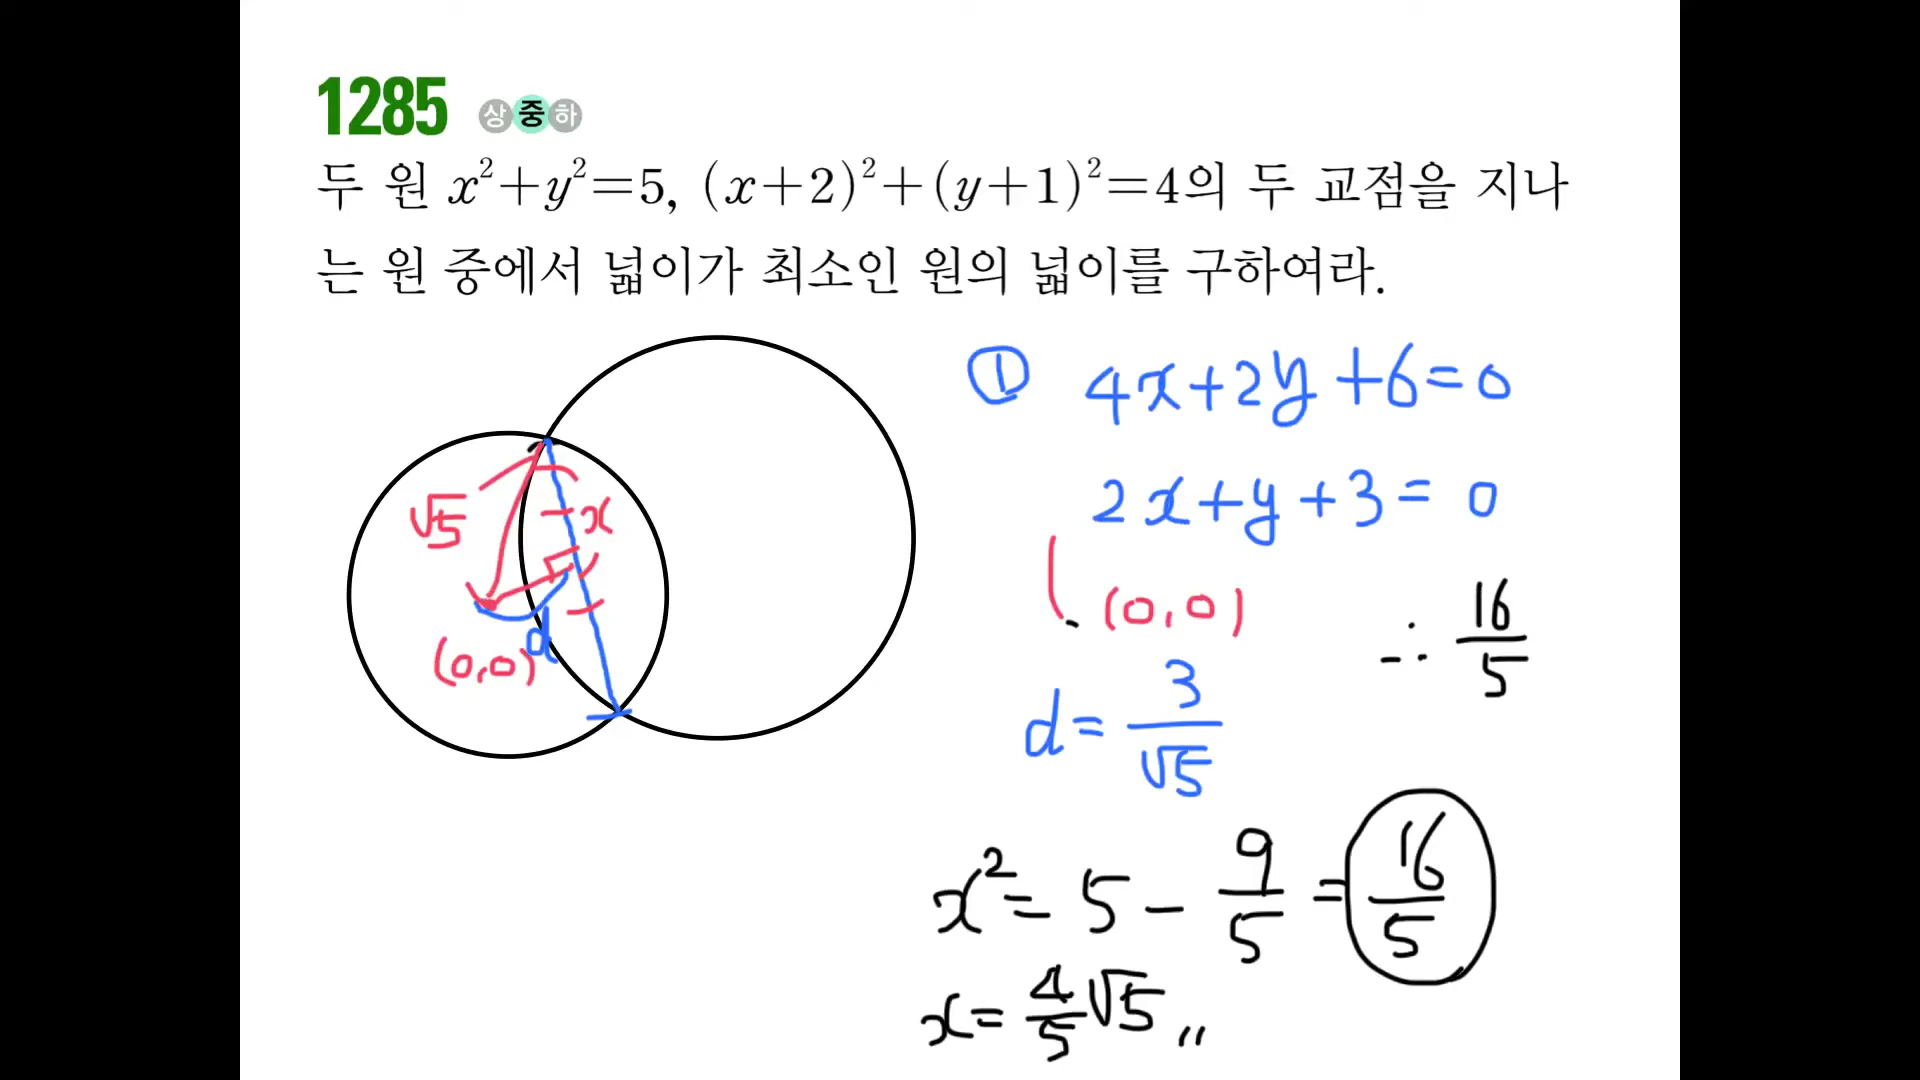 1285 상 중 하
두 원 x²+y²=5, (x+2)²+(y+1)²=4의 두 교점을 지나
는 원 중에서 넓이가 최소인 원의 넓이를 구하여라.
√5
x
d
(0,0)
① 4x+2y+6=0
2x+y+3=0
(0,0)
∴ 16/5
d= 3/√5
x²= 5 - 9/5 = 16/5
x= 4/5 √5 〃